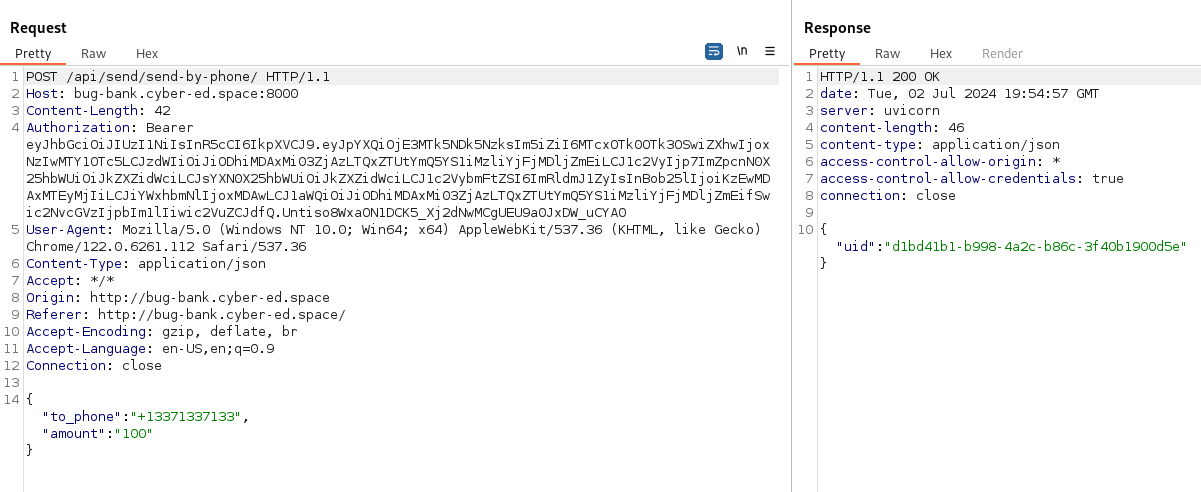 Request
Pretty Raw Hex
\n
1 POST /api/send/send-by-phone/ HTTP/1.1
2 Host: bug-bank.cyber-ed.space:8000
3 Content-Length: 42
4 Authorization: Bearer
eyJhbGciOiJIUzI1NiIsInR5cCI6IkpXVCJ9.eyJpYXQiOjE3MTk5NDk5NzksIm5iZiI6MTcxOTk0OTk3OSwiZXhwIjox
NzIwMTY1OTc5LCJzdWIiOiJiODhiMDAxMi03ZjAzLTQxZTUtYmQ5YS1iMzliYjFjMDljZmEiLCJ1c2VyIjp7ImZpcnN0X
25hbWUiOiJkZXZidWciLCJsYXN0X25hbWUiOiJkZXZidWciLCJ1c2VybmFtZSI6ImRldmJ1ZyIsInBob25lIjoiKzEwMD
AxMTEyMjIiLCJiYWxhbmNlIjoxMDAwLCJ1aWQiOiJiODhiMDAxMi03ZjAzLTQxZTUtYmQ5YS1iMzliYjFjMDljZmEifSw
ic2NvcGVzIjpbIm1lIiwic2VuZCJdfQ.Untiso8WxaON1DCK5_Xj2dNwMCgUEU9a0JxDW_uCYA0
5 User-Agent: Mozilla/5.0 (Windows NT 10.0; Win64; x64) AppleWebKit/537.36 (KHTML, like Gecko)
Chrome/122.0.6261.112 Safari/537.36
6 Content-Type: application/json
7 Accept: */*
8 Origin: http://bug-bank.cyber-ed.space
9 Referer: http://bug-bank.cyber-ed.space/
10 Accept-Encoding: gzip, deflate, br
11 Accept-Language: en-US,en;q=0.9
12 Connection: close
13
14 {
"to_phone":"+13371337133",
"amount":"100"
}
Response
Pretty Raw Hex Render
1 HTTP/1.1 200 OK
2 date: Tue, 02 Jul 2024 19:54:57 GMT
3 server: uvicorn
4 content-length: 46
5 content-type: application/json
6 access-control-allow-origin: *
7 access-control-allow-credentials: true
8 connection: close
9
10 {
"uid":"d1bd41b1-b998-4a2c-b86c-3f40b1900d5e"
}